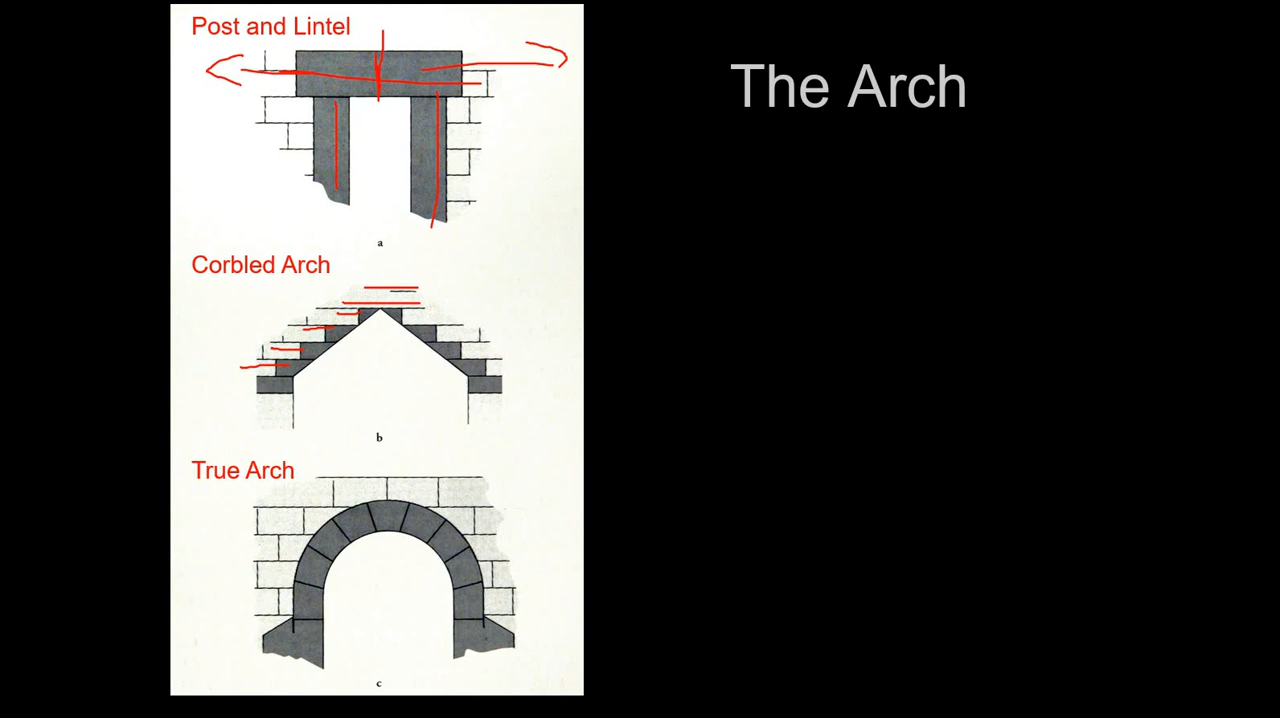 Post and Lintel
The Arch
a
Corbled Arch
b
True Arch
c